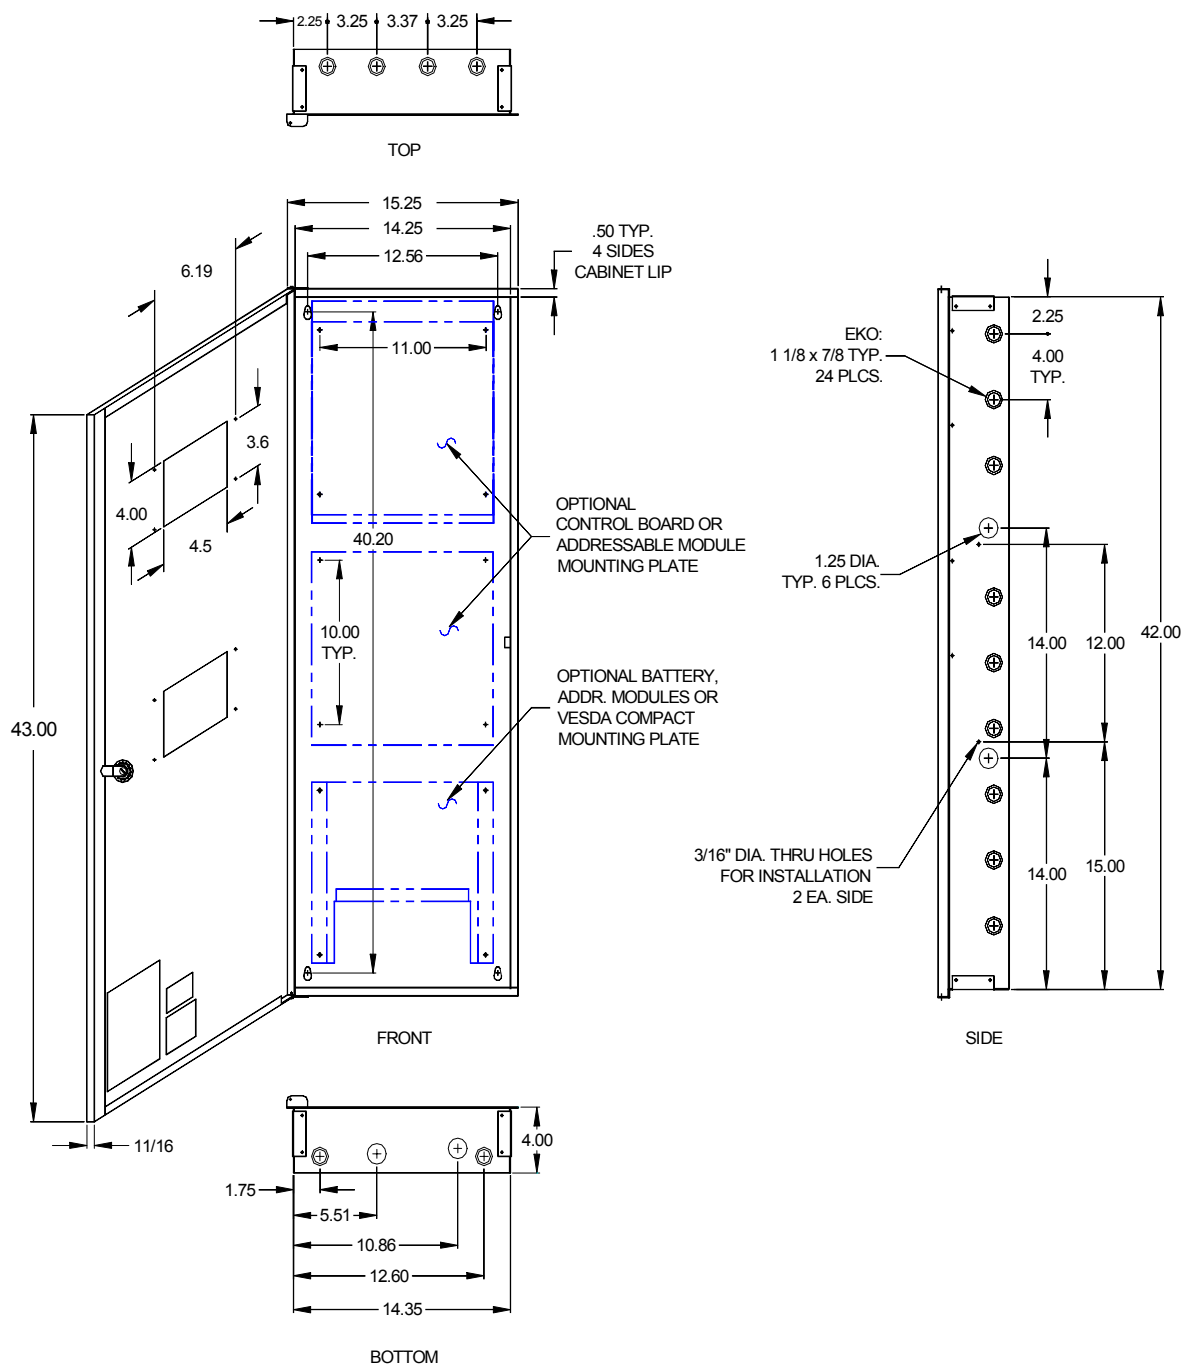 2.25
3.25
3.37
3.25
TOP
15.25
14.25
12.56
.50 TYP.
4 SIDES
CABINET LIP
6.19
11.00
3.6
4.00
4.5
40.20
OPTIONAL
CONTROL BOARD OR
ADDRESSABLE MODULE
MOUNTING PLATE
10.00
TYP.
OPTIONAL BATTERY,
ADDR. MODULES OR
VESDA COMPACT
MOUNTING PLATE
43.00
FRONT
11/16
EKO:
1 1/8 x 7/8 TYP.
24 PLCS.
2.25
4.00
TYP.
1.25 DIA.
TYP. 6 PLCS.
14.00
12.00
42.00
3/16" DIA. THRU HOLES
FOR INSTALLATION
2 EA. SIDE
14.00
15.00
SIDE
4.00
1.75
5.51
10.86
12.60
14.35
BOTTOM